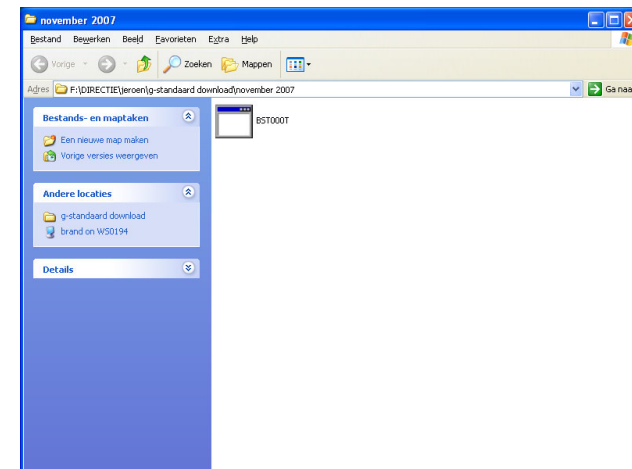 november 2007
Bestand Bewerken Beeld Favorieten Extra Help
Vorige Zoeken Mappen
Adres F:\DIRECTIE\jeroen\g-standaard download\november 2007 Ga naar
Bestands- en maptaken
Een nieuwe map maken
Vorige versies weergeven
Andere locaties
g-standaard download
brand on WS0194
Details
BST000T